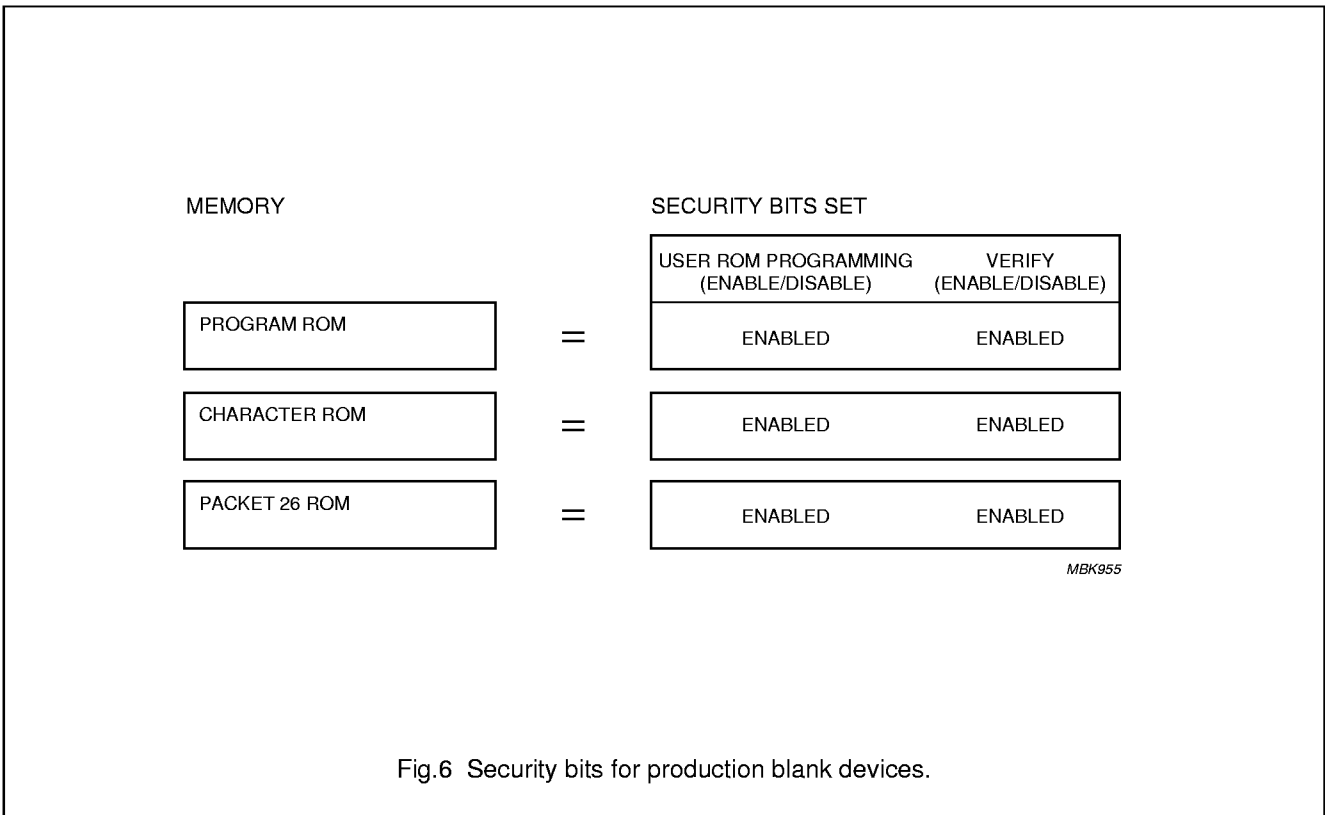 MEMORY
SECURITY BITS SET
USER ROM PROGRAMMING
(ENABLE/DISABLE)
VERIFY
(ENABLE/DISABLE)
PROGRAM ROM
=
ENABLED
ENABLED
CHARACTER ROM
=
ENABLED
ENABLED
PACKET 26 ROM
=
ENABLED
ENABLED
MBK955
Fig.6 Security bits for production blank devices.